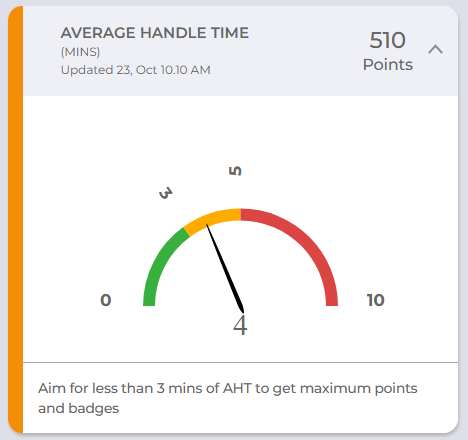 AVERAGE HANDLE TIME
(MINS)
Updated 23, Oct 10.10 AM
510
Points
0
3
5
10
4
Aim for less than 3 mins of AHT to get maximum points
and badges